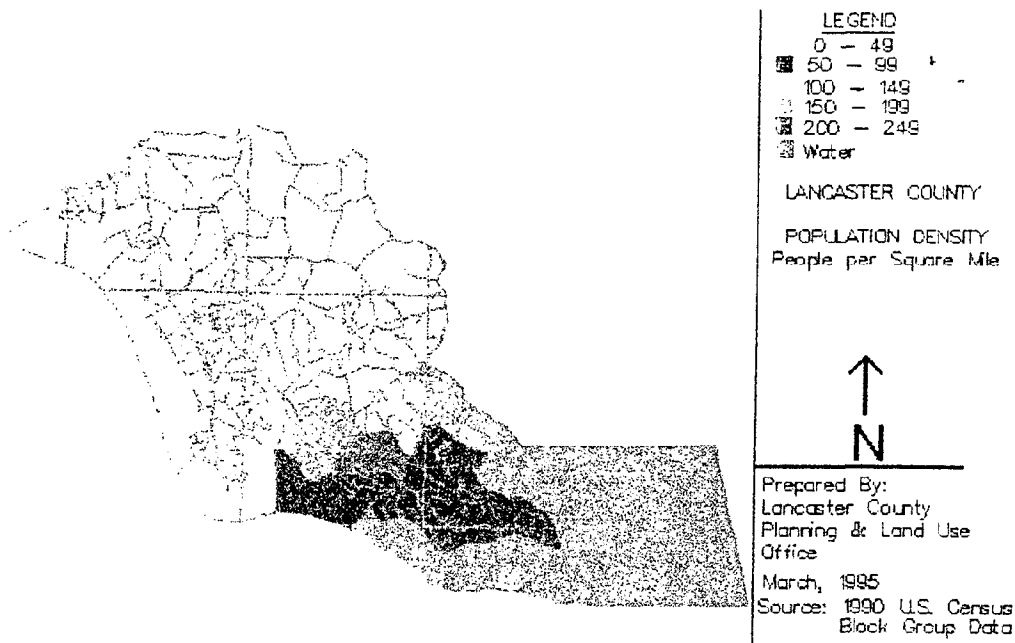 LEGEND
0 - 49
50 - 99
100 - 149
150 - 199
200 - 249
Water
LANCASTER COUNTY
POPULATION DENSITY
People per Square Mile
N
Prepared By:
Lancaster County
Planning & Land Use
Office
March, 1995
Source: 1990 U.S. Census
Block Group Data